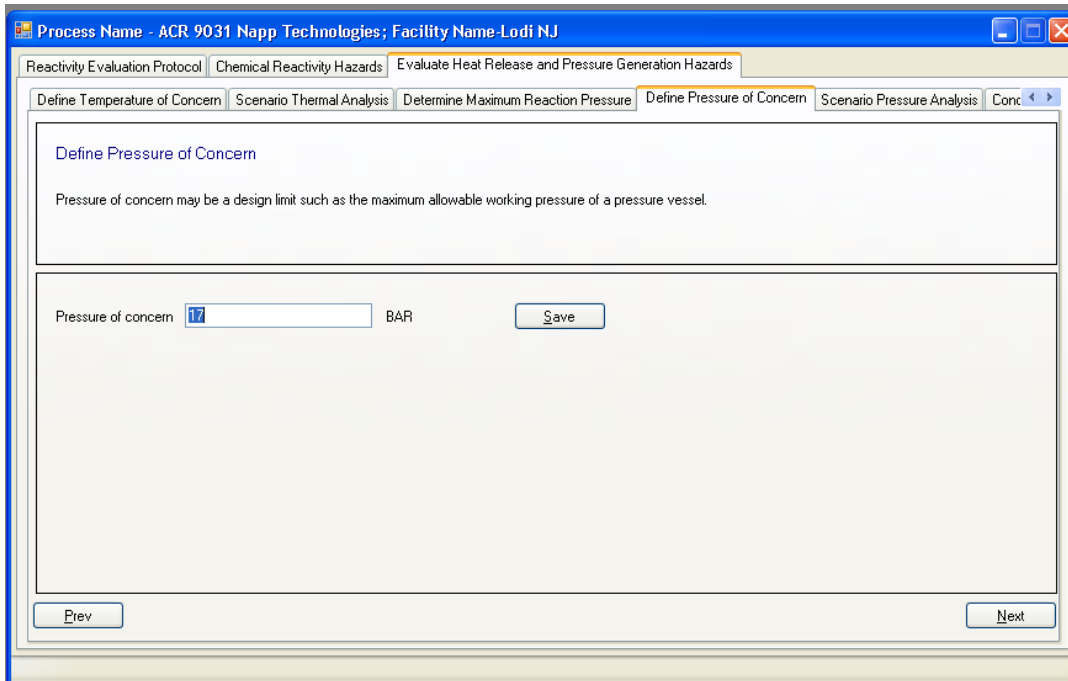 Process Name - ACR 9031 Napp Technologies; Facility Name-Lodi NJ
Reactivity Evaluation Protocol Chemical Reactivity Hazards Evaluate Heat Release and Pressure Generation Hazards
Define Temperature of Concern Scenario Thermal Analysis Determine Maximum Reaction Pressure Define Pressure of Concern Scenario Pressure Analysis Conc
Define Pressure of Concern
Pressure of concern may be a design limit such as the maximum allowable working pressure of a pressure vessel.
Pressure of concern 17 BAR Save
Prev Next